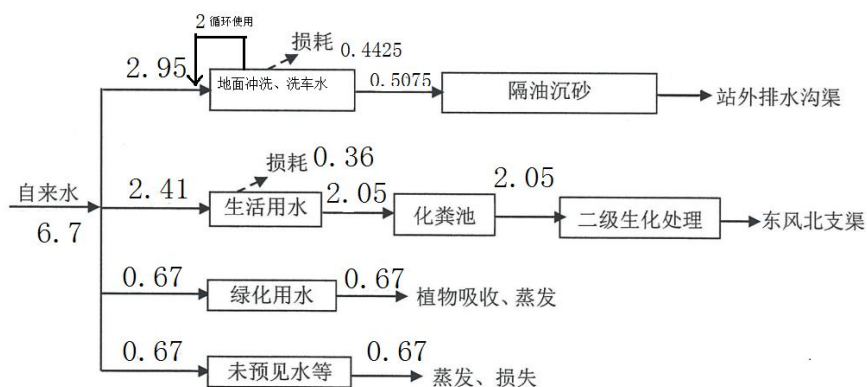 2 循环使用
损耗 0.4425
2.95
地面冲洗、洗车水
0.5075
隔油沉砂
站外排水沟渠
损耗 0.36
自来水
6.7
2.41
生活用水
2.05
化粪池
2.05
二级生化处理
东风北支渠
0.67
绿化用水
0.67
植物吸收、蒸发
0.67
未预见水等
0.67
蒸发、损失